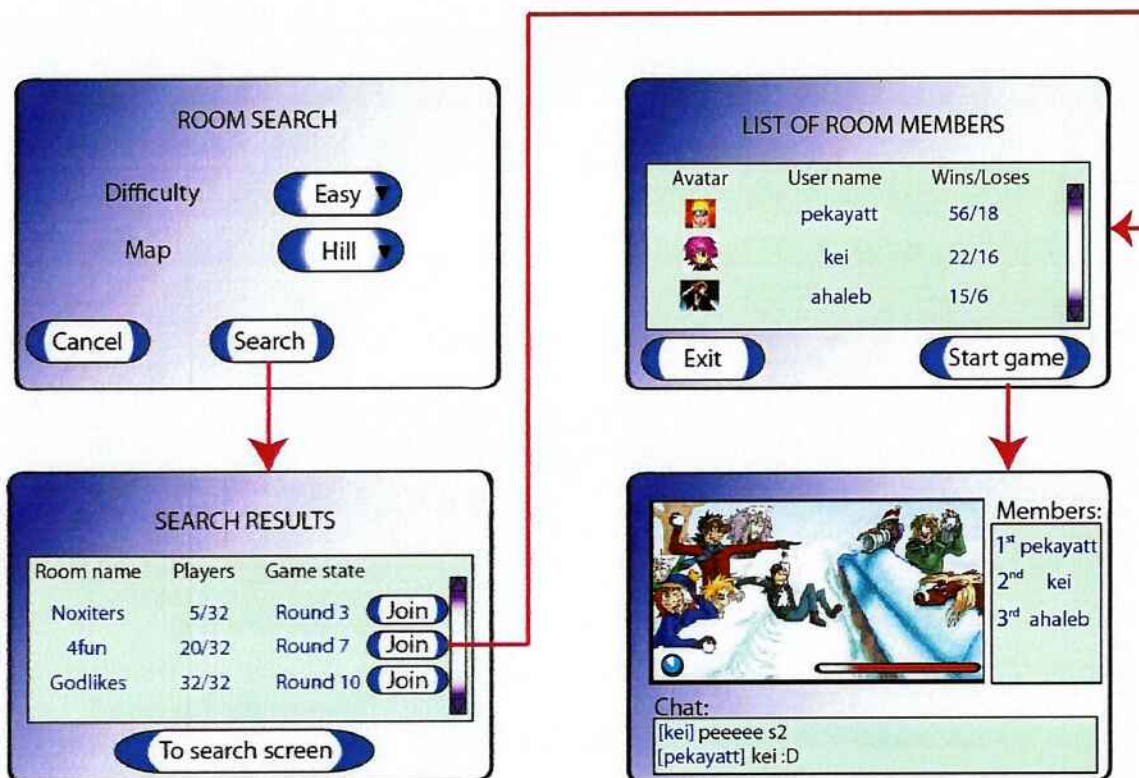 ROOM SEARCH
Difficulty Easy
Map Hill
Cancel Search
SEARCH RESULTS
Room name Players Game state
Noxiters 5/32 Round 3 Join
4fun 20/32 Round 7 Join
Godlikes 32/32 Round 10 Join
To search screen
LIST OF ROOM MEMBERS
Avatar User name Wins/Loses
pekayatt 56/18
kei 22/16
ahaleb 15/6
Exit Start game
Members:
1st pekayatt
2nd kei
3rd ahaleb
Chat:
[kei] peeeeee s2
[pekayatt] kei :D